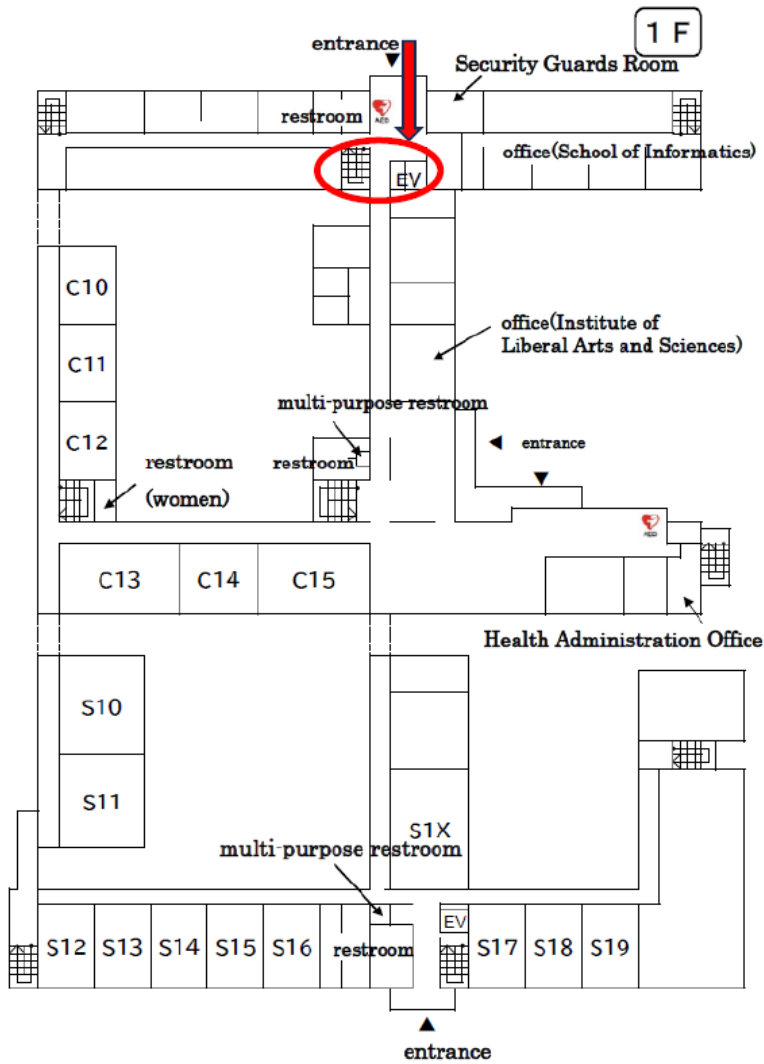 1 F
entrance
Security Guards Room
restroom
AED
office(School of Informatics)
EV
C10
office(Institute of
Liberal Arts and Sciences)
C11
multi-purpose restroom
C12
entrance
restroom
(women)
restroom
AED
C13
C14
C15
Health Administration Office
S10
S11
S1X
multi-purpose restroom
EV
S12
S13
S14
S15
S16
restroom
S17
S18
S19
entrance